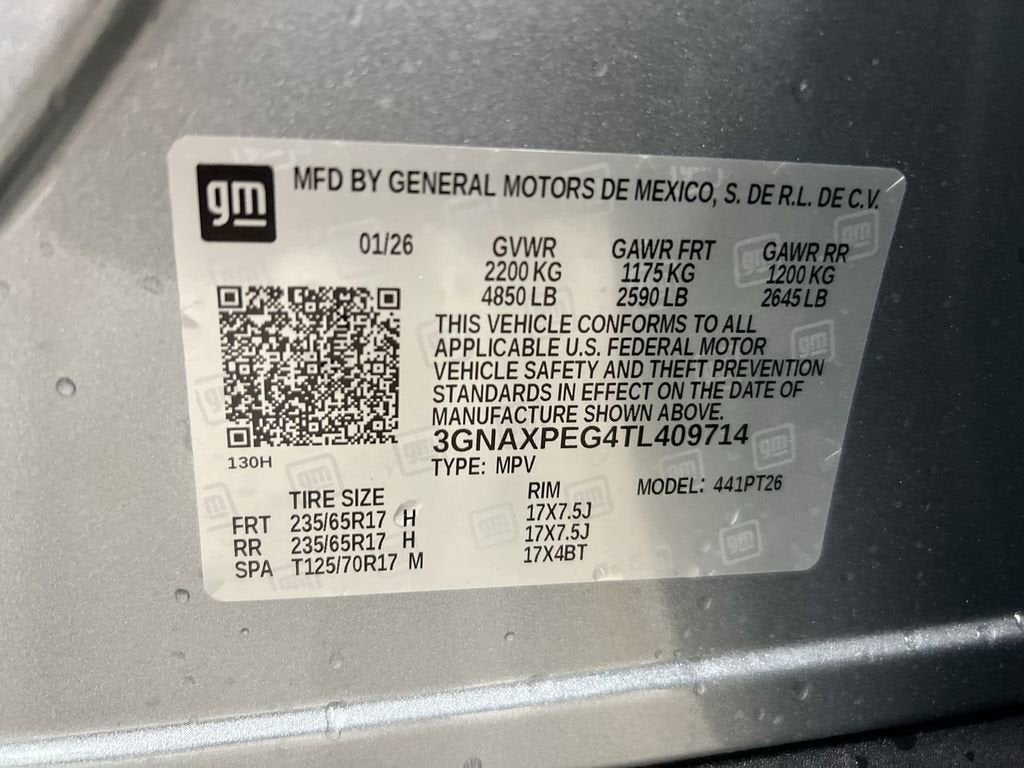 gm MFD BY GENERAL MOTORS DE MEXICO, S. DE R.L. DE C.V.
01/26 GVWR GAWR FRT GAWR RR
2200 KG 1175 KG 1200 KG
4850 LB 2590 LB 2645 LB
THIS VEHICLE CONFORMS TO ALL
APPLICABLE U.S. FEDERAL MOTOR
VEHICLE SAFETY AND THEFT PREVENTION
STANDARDS IN EFFECT ON THE DATE OF
MANUFACTURE SHOWN ABOVE.
3GNAXPEG4TL409714
130H
TYPE: MPV
MODEL: 441PT26
TIRE SIZE RIM
FRT 235/65R17 H 17X7.5J
RR 235/65R17 H 17X7.5J
SPA T125/70R17 M 17X4BT